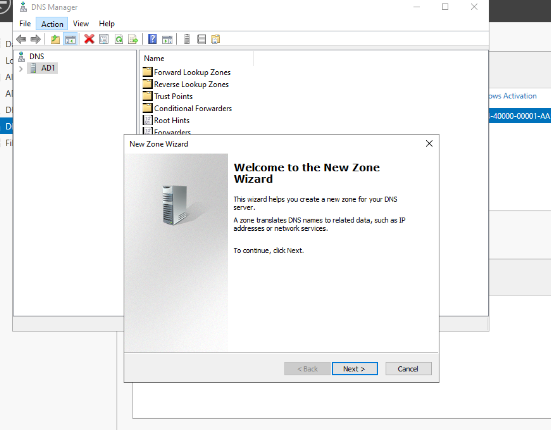 DNS Manager
File Action View Help
DNS
AD1
Name
Forward Lookup Zones
Reverse Lookup Zones
Trust Points
Conditional Forwarders
Root Hints
Forwarders
Activation
-40000-00001-AA
New Zone Wizard
Welcome to the New Zone
Wizard
This wizard helps you create a new zone for your DNS
server.
A zone translates DNS names to related data, such as IP
addresses or network services.
To continue, click Next.
< Back Next > Cancel